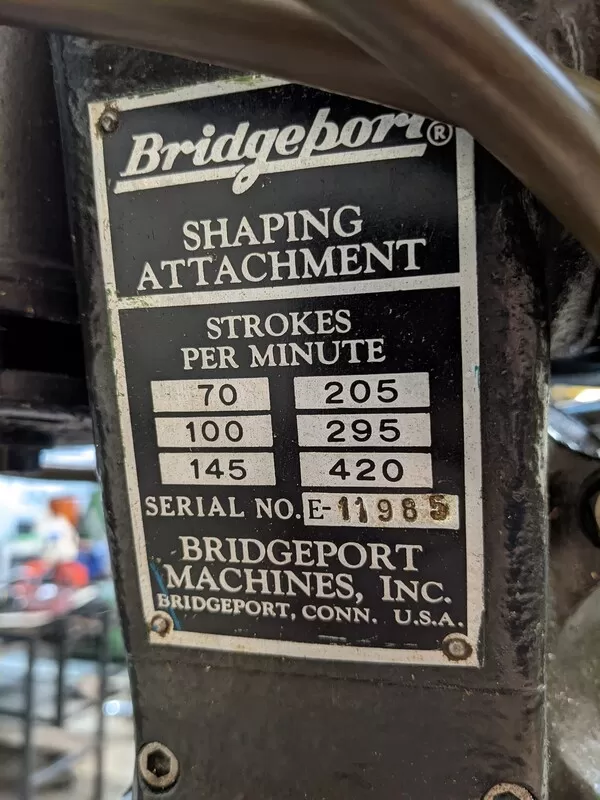 Bridgeport®
SHAPING
ATTACHMENT
STROKES
PER MINUTE
70 205
100 295
145 420
SERIAL NO. E-11985
BRIDGEPORT
MACHINES, INC.
BRIDGEPORT, CONN. U.S.A.